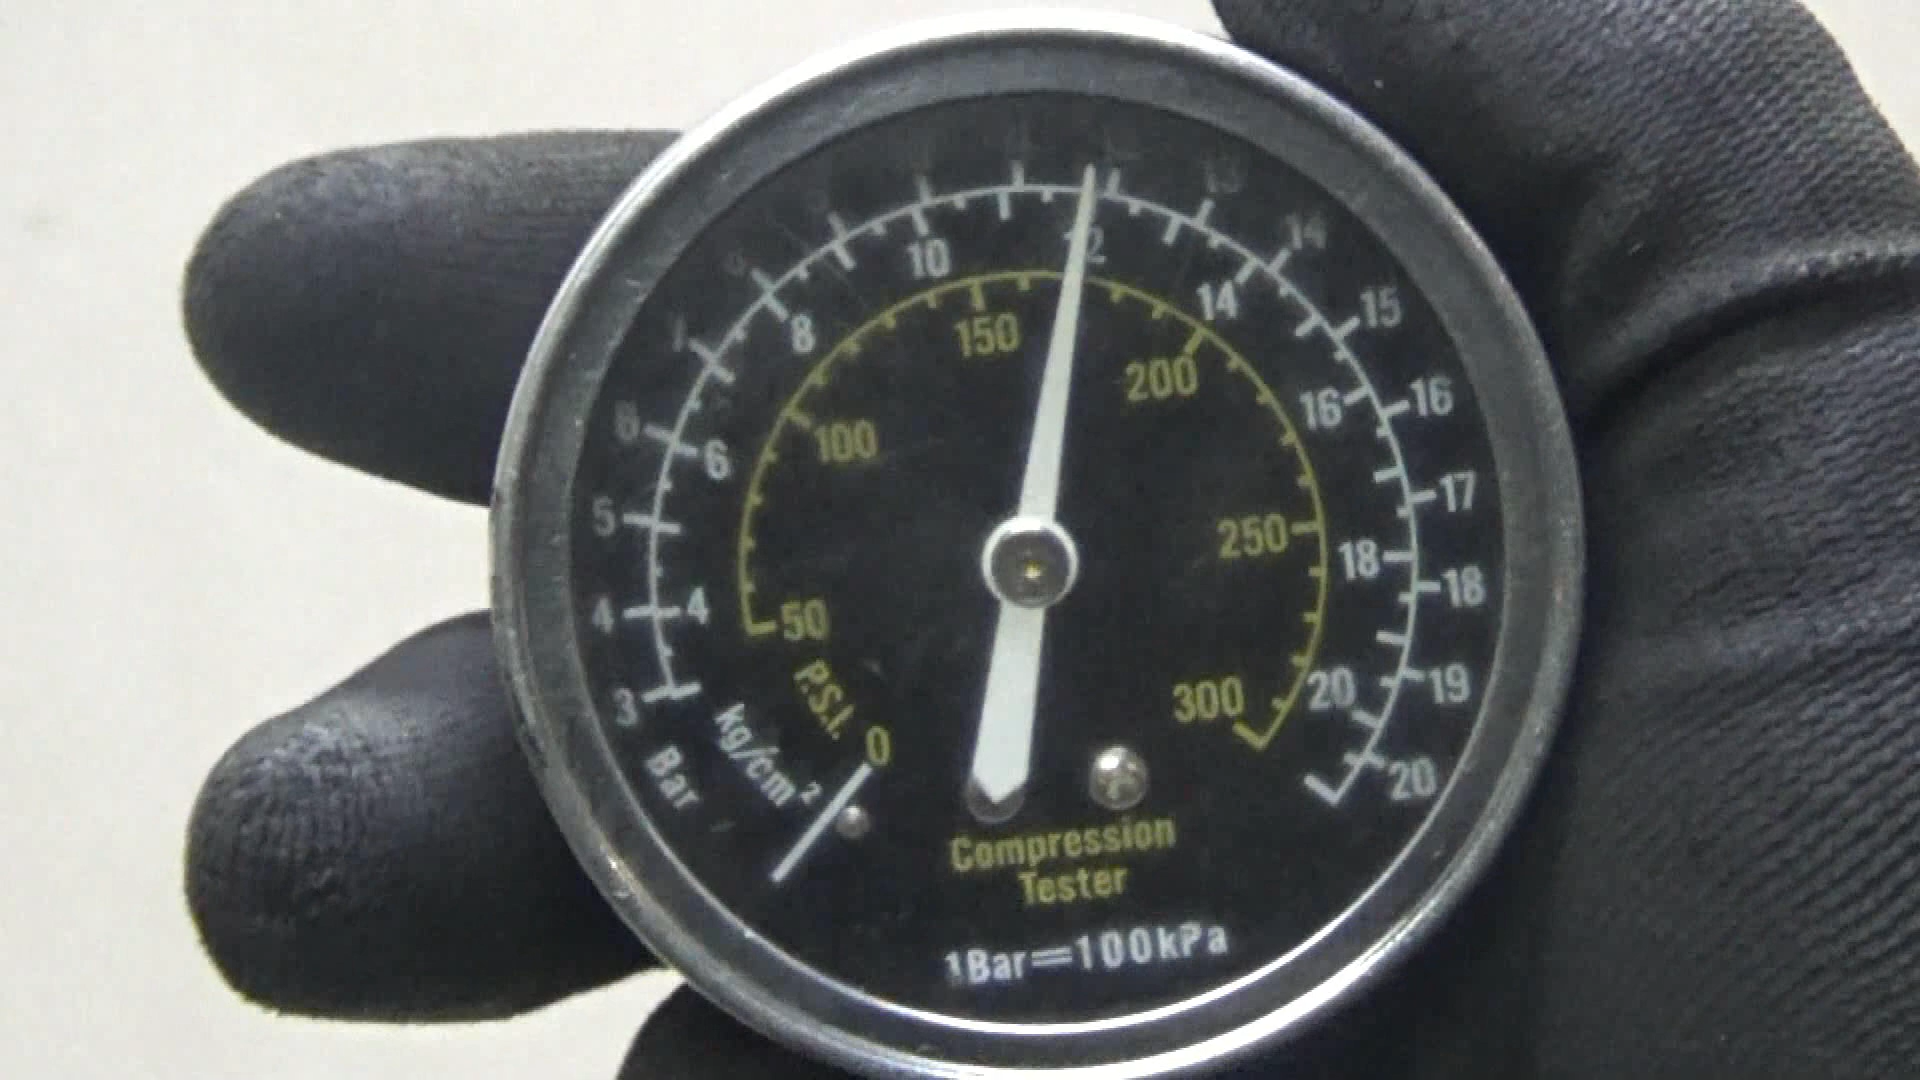 3 4 5 6 7 8 13 14 15 16 17 18 19 20
Bar
4 6 8 10 12 14 16 18 20
kg/cm²
0 50 100 150 200 250 300
P.S.I.
Compression
Tester
1Bar=100kPa